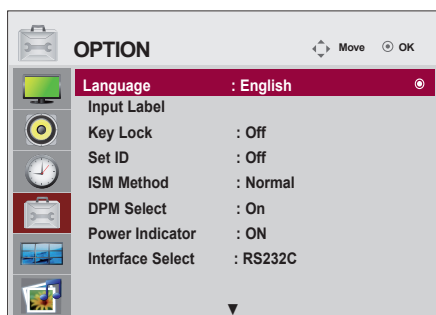 OPTION Move OK
Language : English
Input Label
Key Lock : Off
Set ID : Off
ISM Method : Normal
DPM Select : On
Power Indicator : ON
Interface Select : RS232C